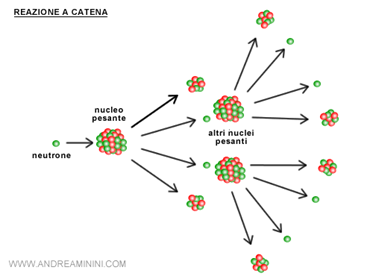 REAZIONE A CATENA
nucleo
pesante
altri nuclei
pesanti
neutrone
WWW.ANDREAMININI.COM